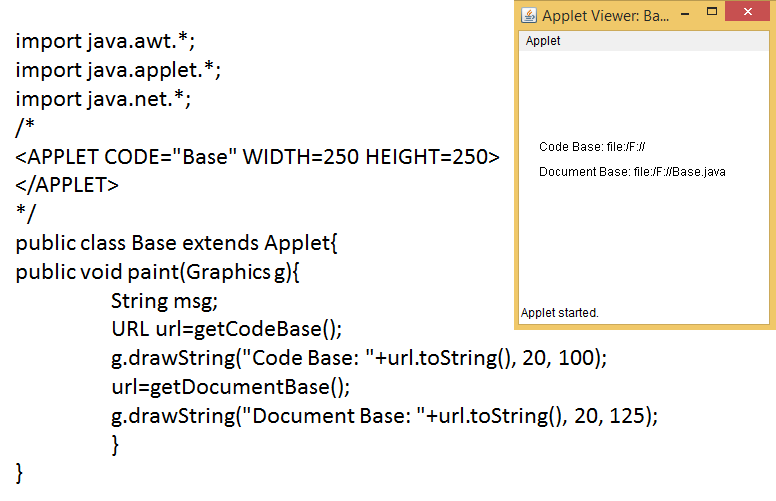 import java.awt.*;
import java.applet.*;
import java.net.*;
/*
<APPLET CODE="Base" WIDTH=250 HEIGHT=250>
</APPLET>
*/
public class Base extends Applet{
public void paint(Graphics g){
String msg;
URL url=getCodeBase();
g.drawString("Code Base: "+url.toString(), 20, 100);
url=getDocumentBase();
g.drawString("Document Base: "+url.toString(), 20, 125);
}
}
Applet Viewer: Ba...
Applet
Code Base: file:/F://
Document Base: file:/F://Base.java
Applet started.